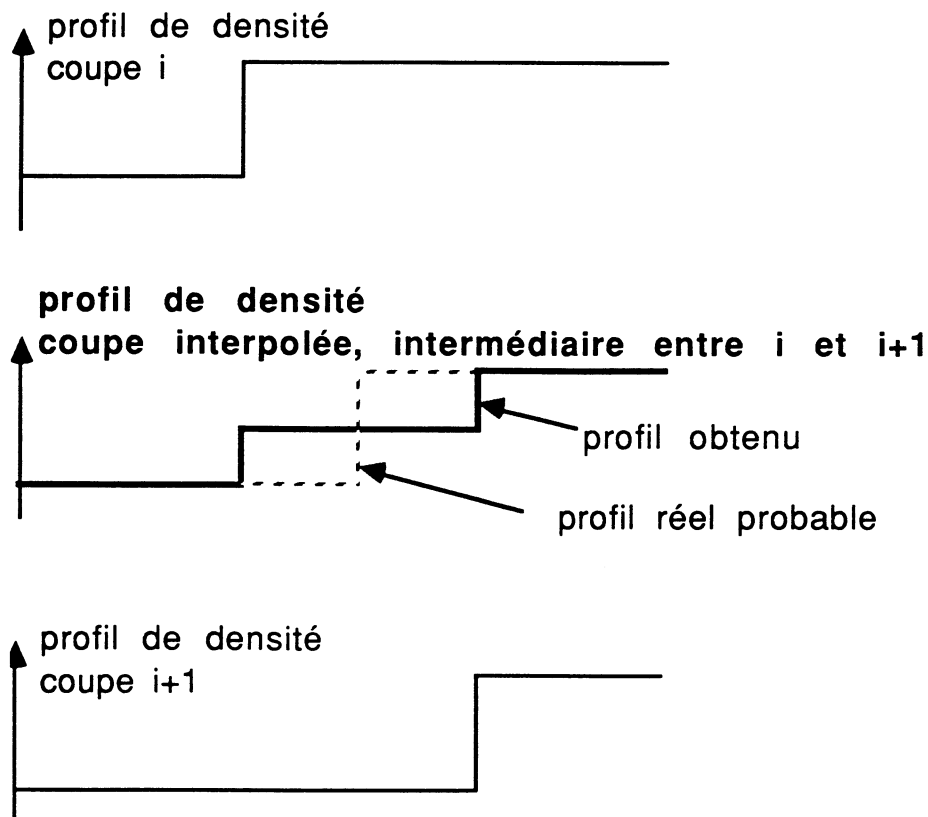 profil de densité
coupe i
profil de densité
coupe interpolée, intermédiaire entre i et i+1
profil obtenu
profil réel probable
profil de densité
coupe i+1